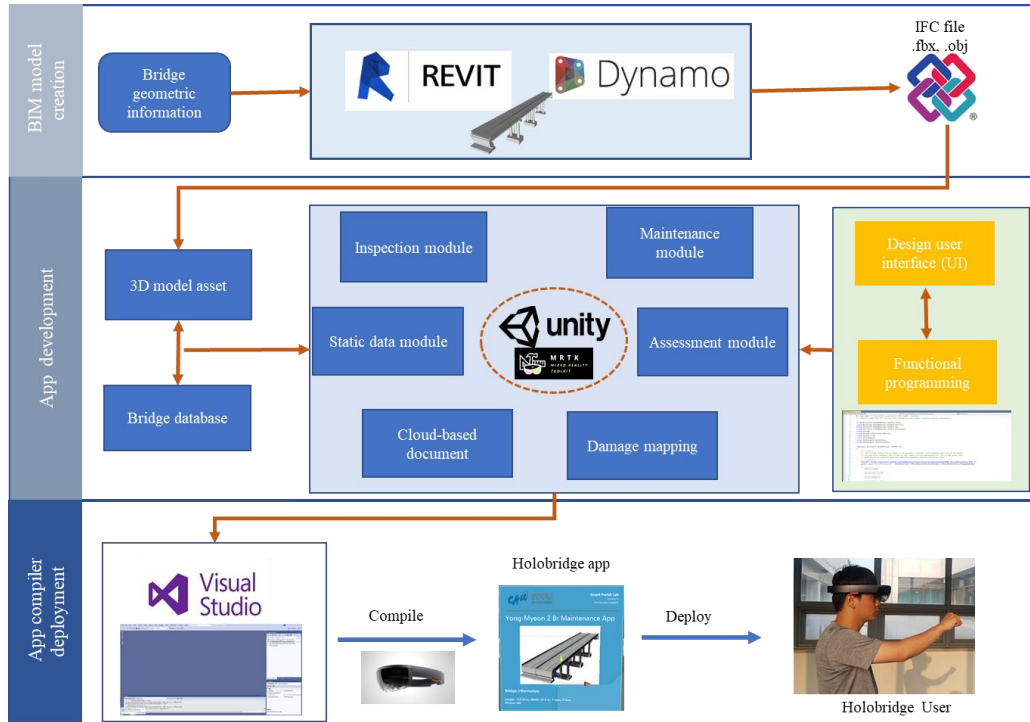 BIM model
creation
Bridge
geometric
information
REVIT
Dynamo
IFC file
.fbx, .obj
®
App development
3D model asset
Bridge database
Inspection module
Maintenance
module
Static data module
unity
MRTK
MIXED REALITY
TOOLKIT
Assessment module
Cloud-based
document
Damage mapping
Design user
interface (UI)
Functional
programming
App compiler
deployment
Visual
Studio
Compile
Holobridge app
Yong-Myeon 2 Br Maintenance App
Bridge Information
Deploy
Holobridge User